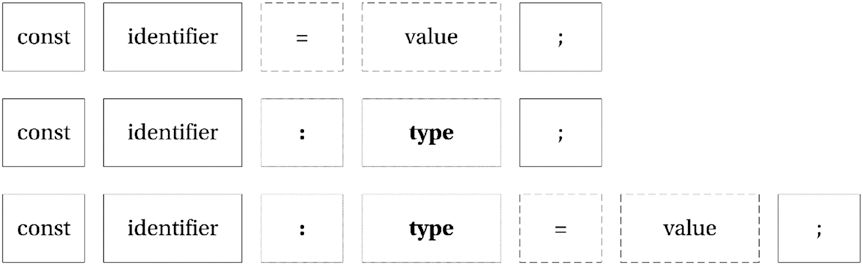 const identifier = value ;
const identifier : type ;
const identifier : type = value ;